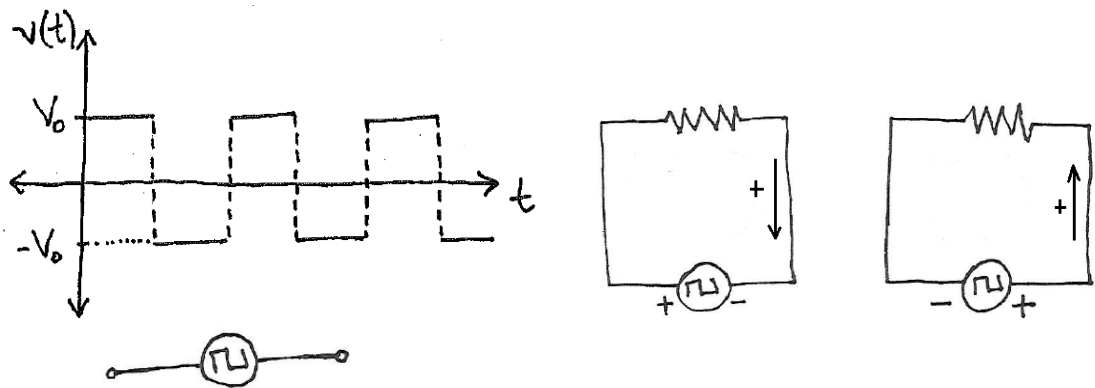 v(t)
V₀
-V₀
t
+
+ -
+
- +